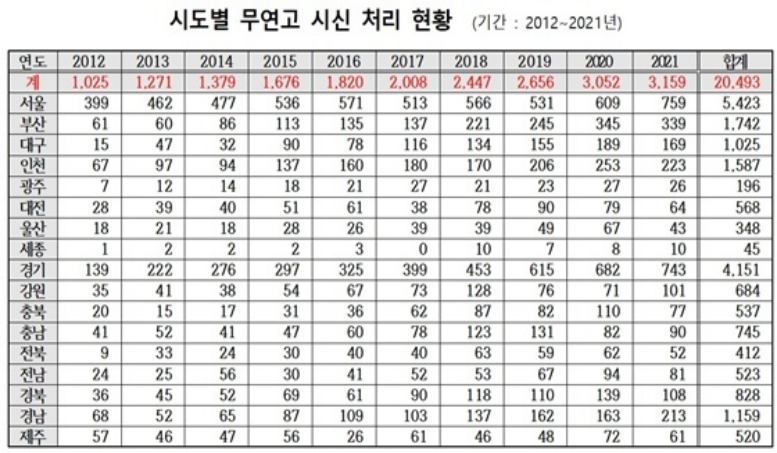 시도별 무연고 시신 처리 현황 (기간 : 2012~2021년)
연도 2012 2013 2014 2015 2016 2017 2018 2019 2020 2021 합계
계 1,025 1,271 1,379 1,676 1,820 2,008 2,447 2,656 3,052 3,159 20,493
서울 399 462 477 536 571 513 566 531 609 759 5,423
부산 61 60 86 113 135 137 221 245 345 339 1,742
대구 15 47 32 90 78 116 134 155 189 169 1,025
인천 67 97 94 137 160 180 170 206 253 223 1,587
광주 7 12 14 18 21 27 21 23 27 26 196
대전 28 39 40 51 61 38 78 90 79 64 568
울산 18 21 18 28 26 39 39 49 67 43 348
세종 1 2 2 2 3 0 10 7 8 10 45
경기 139 222 276 297 325 399 453 615 682 743 4,151
강원 35 41 38 54 67 73 128 76 71 101 684
충북 20 15 17 31 36 62 87 82 110 77 537
충남 41 52 41 47 60 78 123 131 82 90 745
전북 9 33 24 30 40 40 63 59 62 52 412
전남 24 25 56 30 41 52 53 67 94 81 523
경북 36 45 52 69 61 90 118 110 139 108 828
경남 68 52 65 87 109 103 137 162 163 213 1,159
제주 57 46 47 56 26 61 46 48 72 61 520